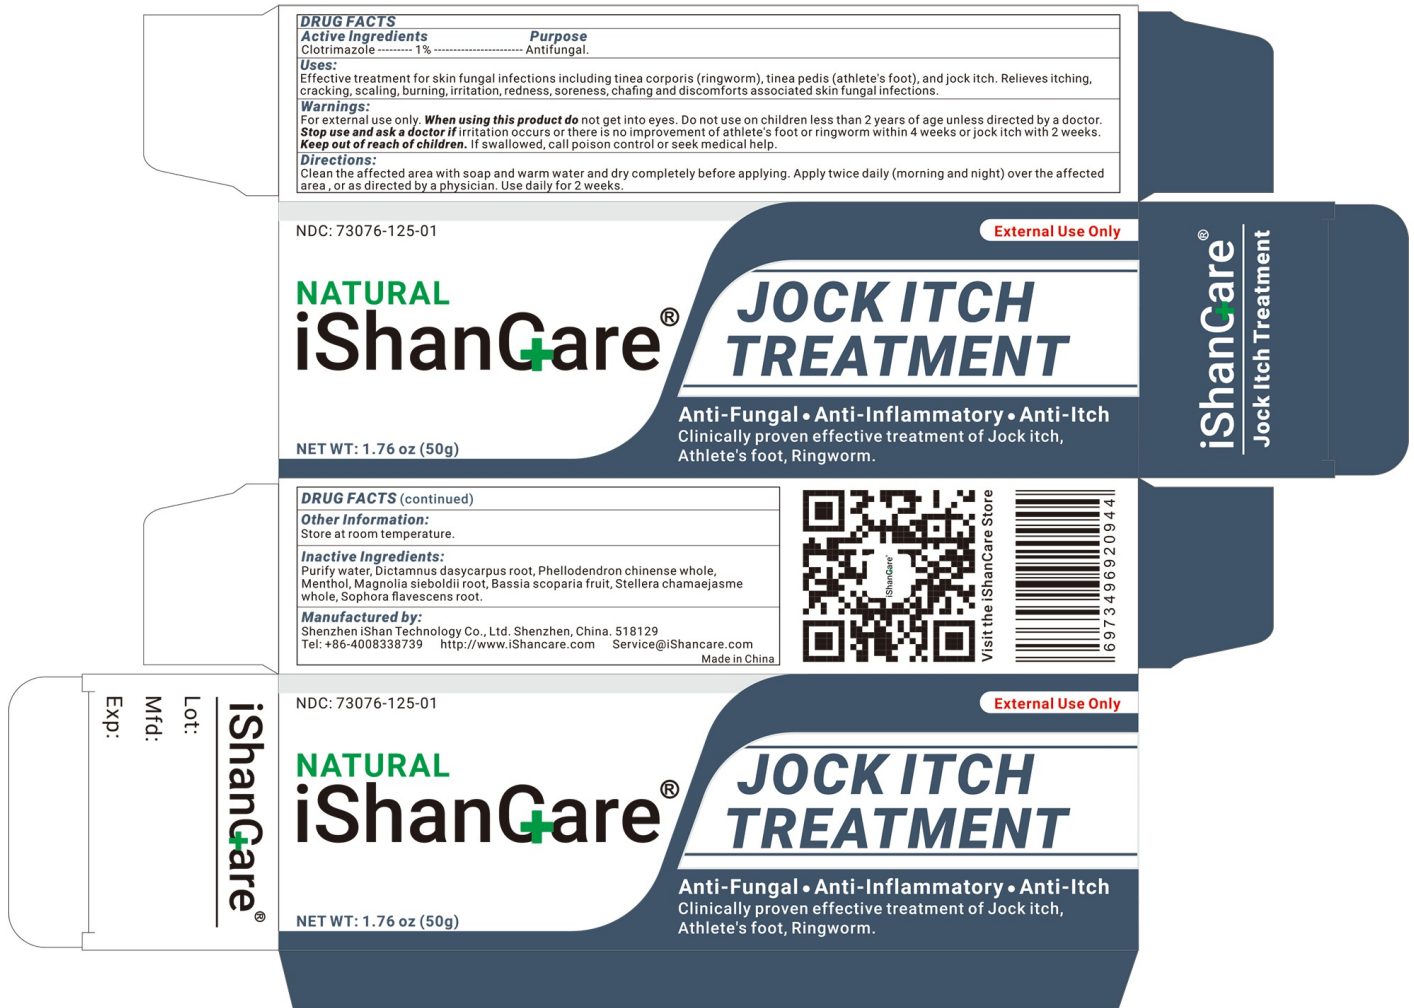 DRUG FACTS
Active Ingredients Purpose
Clotrimazole --------- 1% ----------------------- Antifungal.
Uses:
Effective treatment for skin fungal infections including tinea corporis (ringworm), tinea pedis (athlete's foot), and jock itch. Relieves itching,
cracking, scaling, burning, irritation, redness, soreness, chafing and discomforts associated skin fungal infections.
Warnings:
For external use only. When using this product do not get into eyes. Do not use on children less than 2 years of age unless directed by a doctor.
Stop use and ask a doctor if irritation occurs or there is no improvement of athlete's foot or ringworm within 4 weeks or jock itch with 2 weeks.
Keep out of reach of children. If swallowed, call poison control or seek medical help.
Directions:
Clean the affected area with soap and warm water and dry completely before applying. Apply twice daily (morning and night) over the affected
area , or as directed by a physician. Use daily for 2 weeks.
NDC: 73076-125-01
External Use Only
NATURAL
iShanCare®
JOCK ITCH
TREATMENT
Anti-Fungal • Anti-Inflammatory • Anti-Itch
Clinically proven effective treatment of Jock itch,
Athlete's foot, Ringworm.
NET WT: 1.76 oz (50g)
iShanCare®
Jock Itch Treatment
DRUG FACTS (continued)
Other Information:
Store at room temperature.
Inactive Ingredients:
Purify water, Dictamnus dasycarpus root, Phellodendron chinense whole,
Menthol, Magnolia sieboldii root, Bassia scoparia fruit, Stellera chamaejasme
whole, Sophora flavescens root.
Manufactured by:
Shenzhen iShan Technology Co., Ltd. Shenzhen, China. 518129
Tel: +86-4008338739 http://www.iShancare.com Service@iShancare.com
Made in China
iShanCare®
Visit the iShanCare Store
6973496920944
iShanCare®
Lot:
Mfd:
Exp:
NDC: 73076-125-01
External Use Only
NATURAL
iShanCare®
JOCK ITCH
TREATMENT
Anti-Fungal • Anti-Inflammatory • Anti-Itch
Clinically proven effective treatment of Jock itch,
Athlete's foot, Ringworm.
NET WT: 1.76 oz (50g)